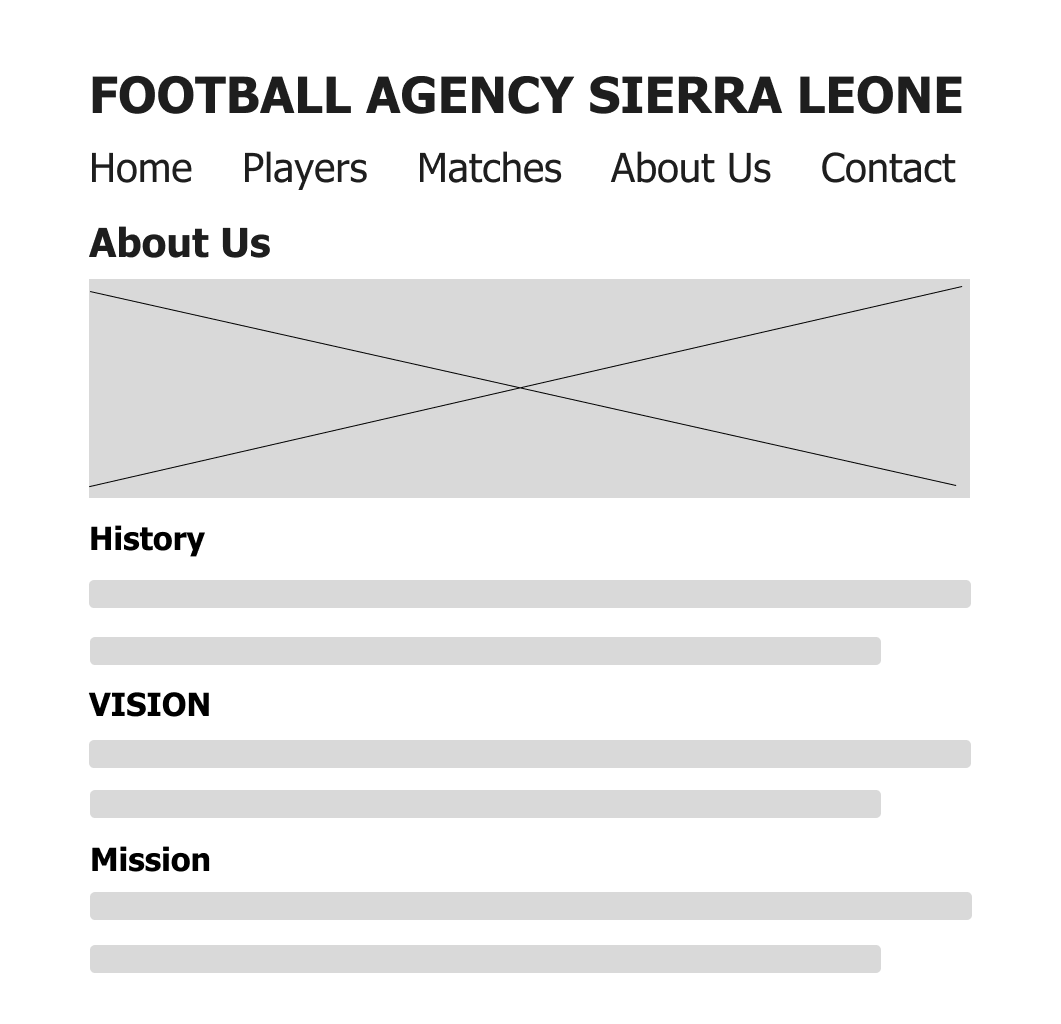 FOOTBALL AGENCY SIERRA LEONE
Home Players Matches About Us Contact
About Us
History
VISION
Mission